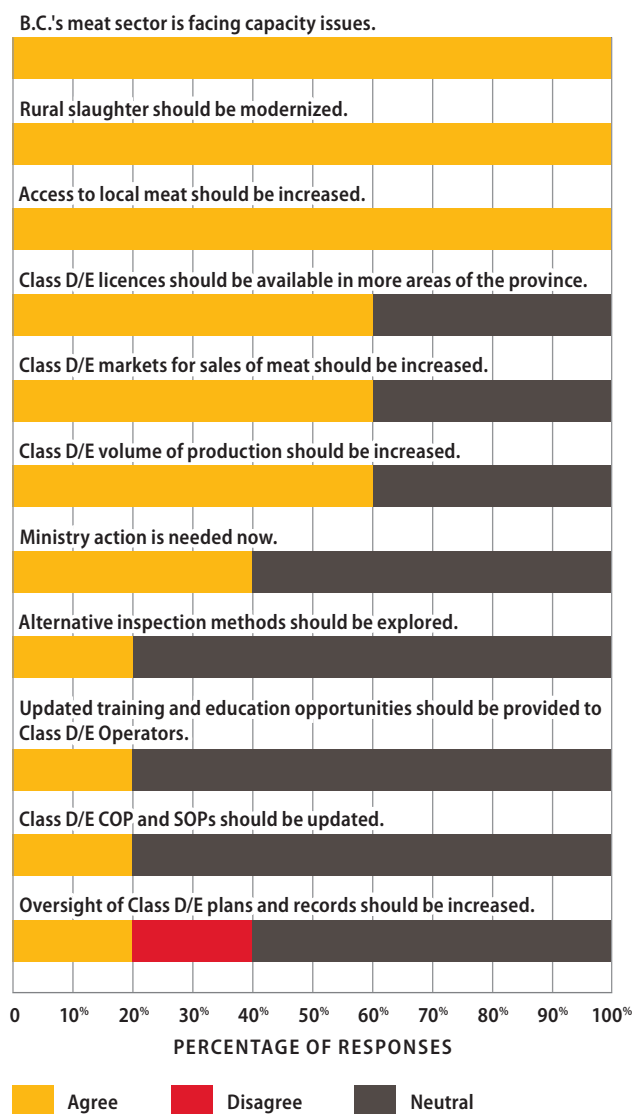 B.C.'s meat sector is facing capacity issues.
Rural slaughter should be modernized.
Access to local meat should be increased.
Class D/E licences should be available in more areas of the province.
Class D/E markets for sales of meat should be increased.
Class D/E volume of production should be increased.
Ministry action is needed now.
Alternative inspection methods should be explored.
Updated training and education opportunities should be provided to
Class D/E Operators.
Class D/E COP and SOPs should be updated.
Oversight of Class D/E plans and records should be increased.
0 10% 20% 30% 40% 50% 60% 70% 80% 90% 100%
PERCENTAGE OF RESPONSES
Agree Disagree Neutral